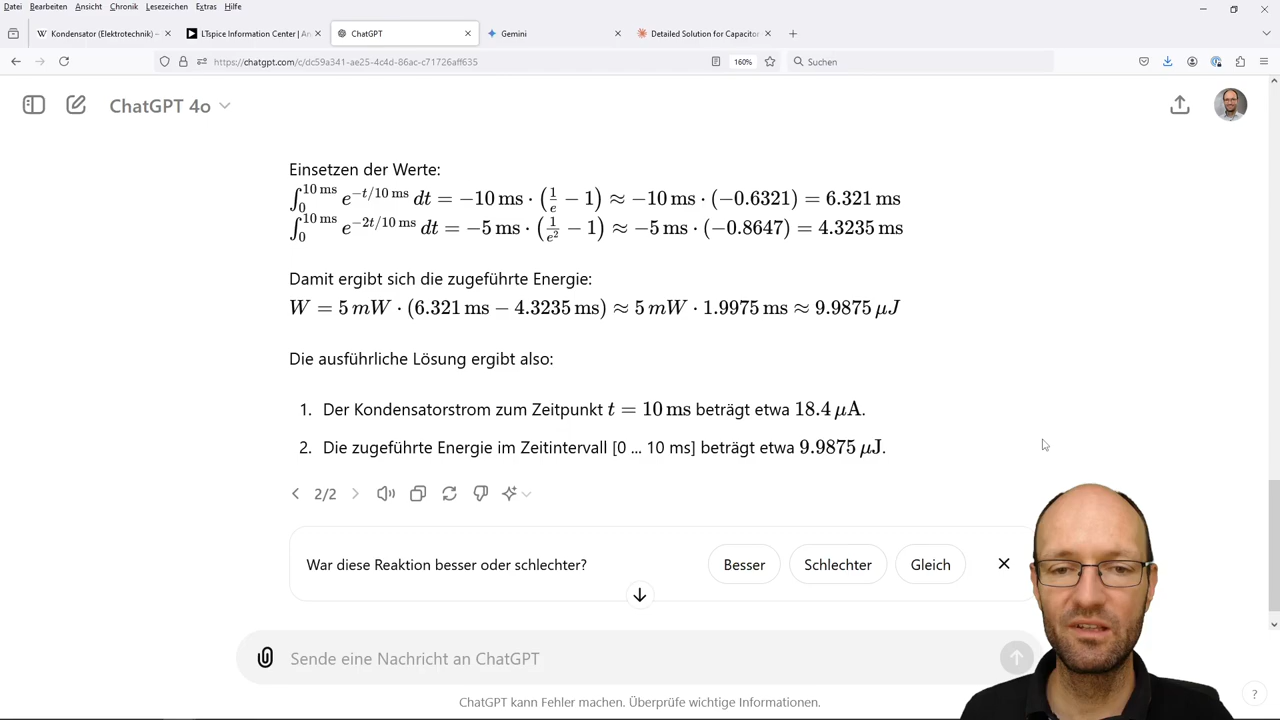 Datei Bearbeiten Ansicht Chronik Lesezeichen Extras Hilfe
Kondensator (Elektrotechnik) – LTspice Information Center | An ChatGPT Gemini Detailed Solution for Capacitor
https://chatgpt.com/c/dc59a341-ae25-4c4d-86ac-c71726aff635 160% Suchen
ChatGPT 4o
Einsetzen der Werte:
∫₀^{10 ms} e^{−t/10 ms} dt = −10 ms · (1/e − 1) ≈ −10 ms · (−0.6321) = 6.321 ms
∫₀^{10 ms} e^{−2t/10 ms} dt = −5 ms · (1/e² − 1) ≈ −5 ms · (−0.8647) = 4.3235 ms
Damit ergibt sich die zugeführte Energie:
W = 5 mW · (6.321 ms − 4.3235 ms) ≈ 5 mW · 1.9975 ms ≈ 9.9875 μJ
Die ausführliche Lösung ergibt also:
1. Der Kondensatorstrom zum Zeitpunkt t = 10 ms beträgt etwa 18.4 μA.
2. Die zugeführte Energie im Zeitintervall [0 ... 10 ms] beträgt etwa 9.9875 μJ.
2/2
War diese Reaktion besser oder schlechter? Besser Schlechter Gleich
Sende eine Nachricht an ChatGPT
ChatGPT kann Fehler machen. Überprüfe wichtige Informationen.
?